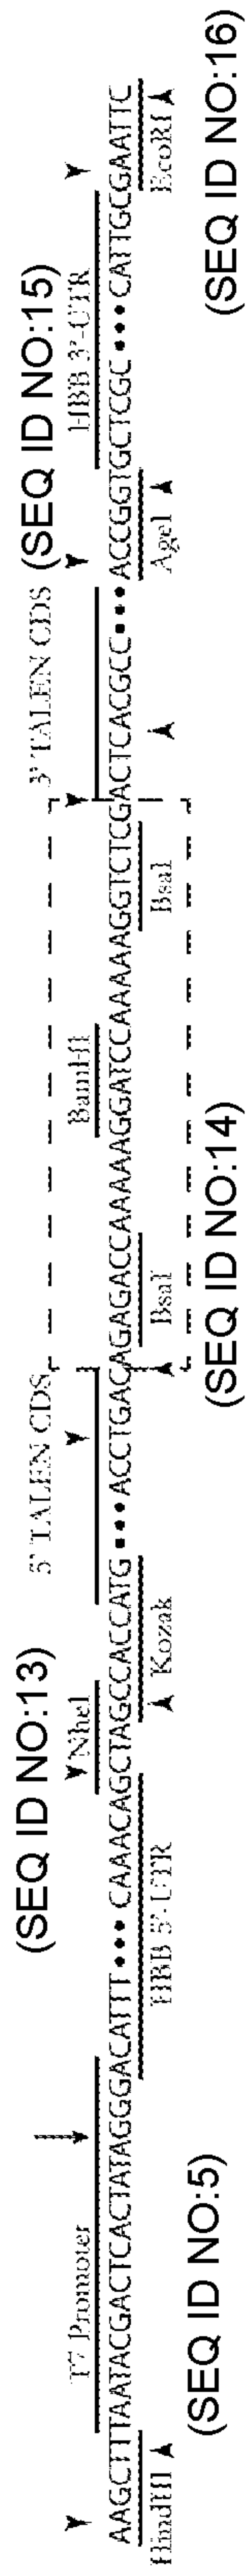 (SEQ ID NO:13) (SEQ ID NO:15)
T7 Promoter NheI 5' TALEN CDS BamHI 3' TALEN CDS HBB 3'-UTR
AAGCTTTAATACGACTCACTATAGGGACATTT ••• CAAACAGCTAGCCACCATG ••• ACCTGACAGAGACCAAAAAGGATCCAAAAAGGTCTCGACTCACGCC ••• ACCGGTGCTCGC ••• CATTGCGAATTC
HindIII HBB 5'-UTR Kozak BsaI BsaI AgeI EcoRI
(SEQ ID NO:5) (SEQ ID NO:14) (SEQ ID NO:16)